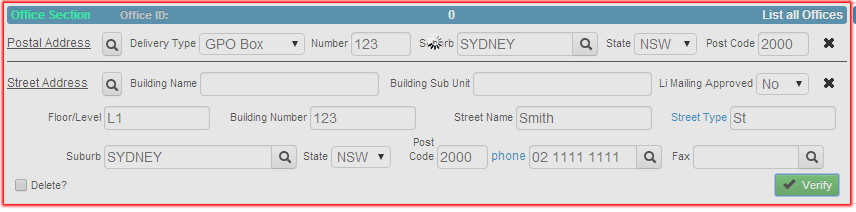 Office Section Office ID: 0 List all Offices
Postal Address Delivery Type GPO Box Number 123 Suburb SYDNEY State NSW Post Code 2000
Street Address Building Name Building Sub Unit Li Mailing Approved No
Floor/Level L1 Building Number 123 Street Name Smith Street Type St
Suburb SYDNEY State NSW Post Code 2000 phone 02 1111 1111 Fax
Delete? Verify